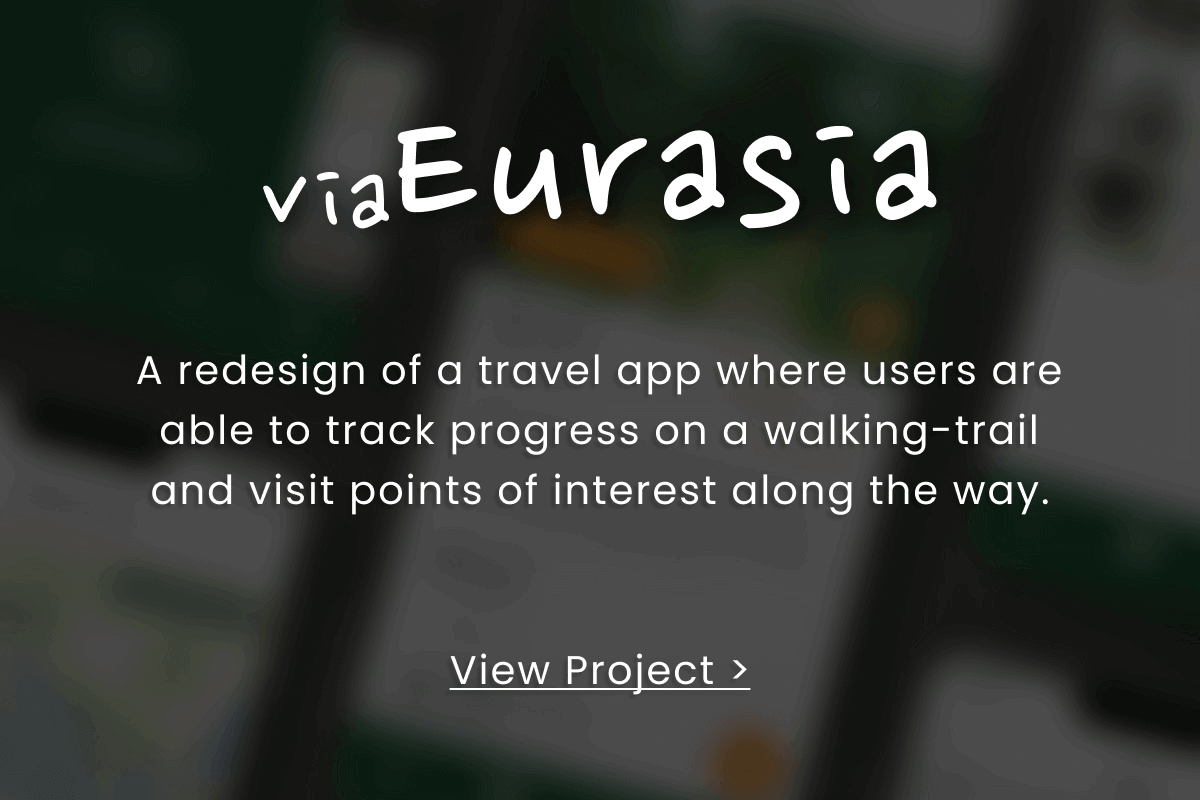 viaEurasia
A redesign of a travel app where users are
able to track progress on a walking-trail
and visit points of interest along the way.
View Project >